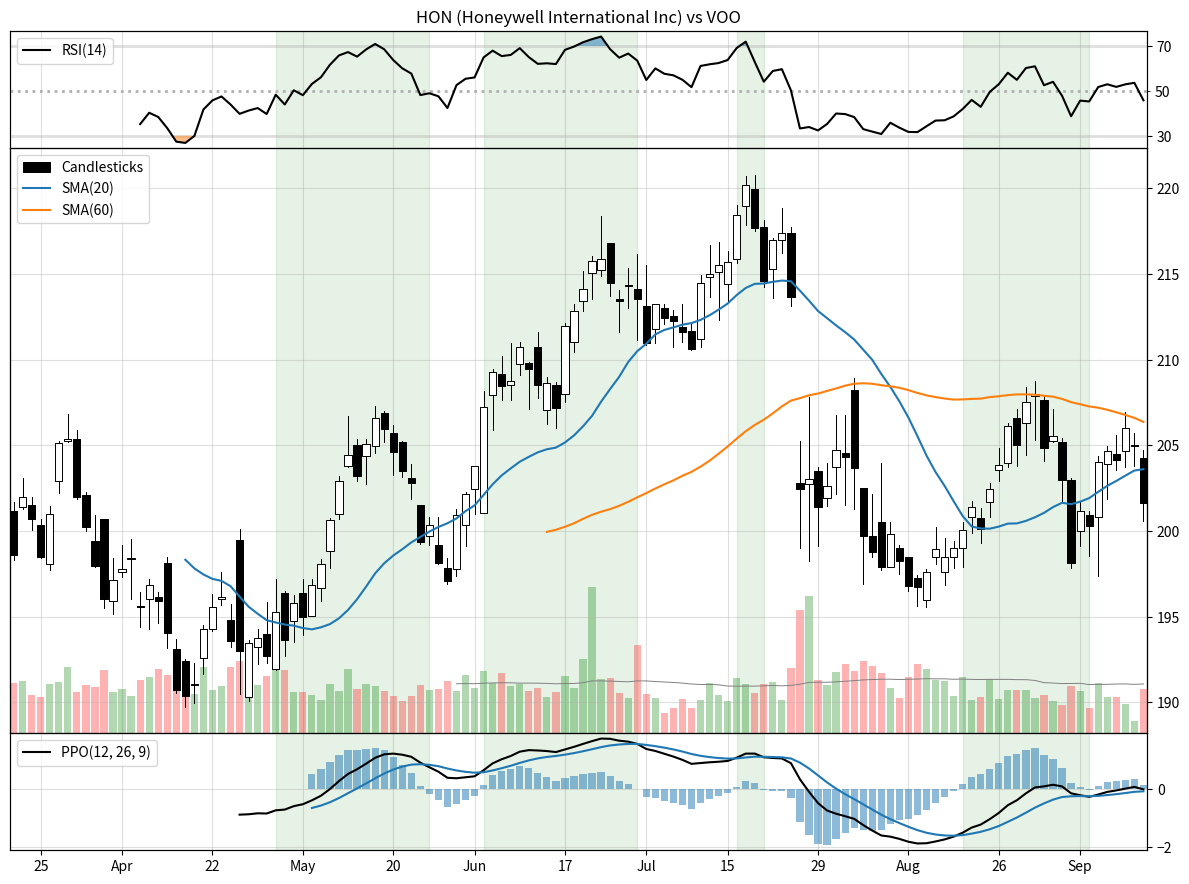 HON (Honeywell International Inc) vs VOO
RSI(14)
70
50
30
Candlesticks
SMA(20)
SMA(60)
220
215
210
205
200
195
190
PPO(12, 26, 9)
0
−2
25 Apr 22 May 20 Jun 17 Jul 15 29 Aug 26 Sep